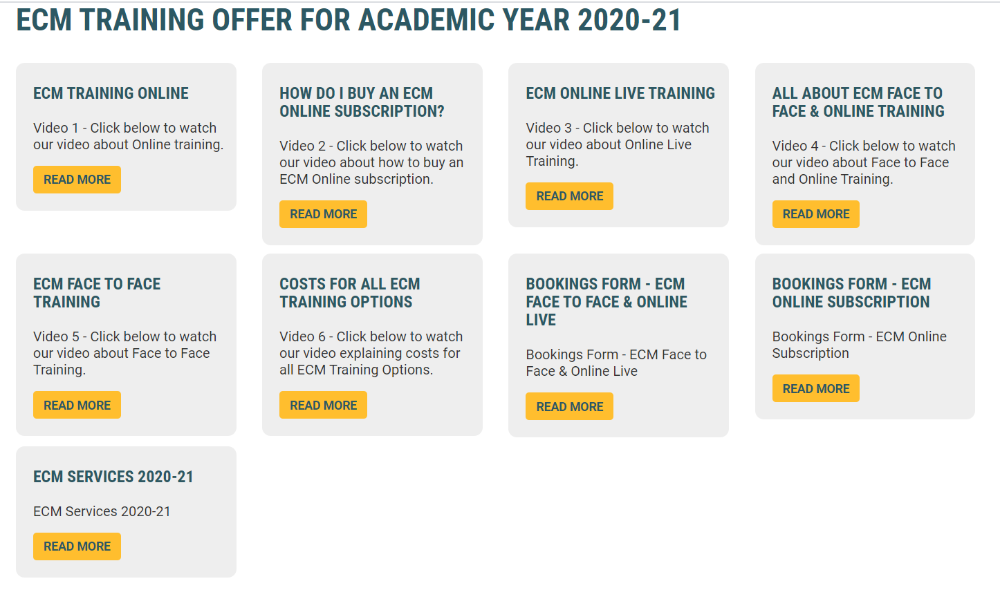 ECM TRAINING OFFER FOR ACADEMIC YEAR 2020-21
ECM TRAINING ONLINE
Video 1 - Click below to watch
our video about Online training.
READ MORE
HOW DO I BUY AN ECM
ONLINE SUBSCRIPTION?
Video 2 - Click below to watch
our video about how to buy an
ECM Online subscription.
READ MORE
ECM ONLINE LIVE TRAINING
Video 3 - Click below to watch
our video about Online Live
Training.
READ MORE
ALL ABOUT ECM FACE TO
FACE & ONLINE TRAINING
Video 4 - Click below to watch
our video about Face to Face
and Online Training.
READ MORE
ECM FACE TO FACE
TRAINING
Video 5 - Click below to watch
our video about Face to Face
Training.
READ MORE
COSTS FOR ALL ECM
TRAINING OPTIONS
Video 6 - Click below to watch
our video explaining costs for
all ECM Training Options.
READ MORE
BOOKINGS FORM - ECM
FACE TO FACE & ONLINE
LIVE
Bookings Form - ECM Face to
Face & Online Live
READ MORE
BOOKINGS FORM - ECM
ONLINE SUBSCRIPTION
Bookings Form - ECM Online
Subscription
READ MORE
ECM SERVICES 2020-21
ECM Services 2020-21
READ MORE